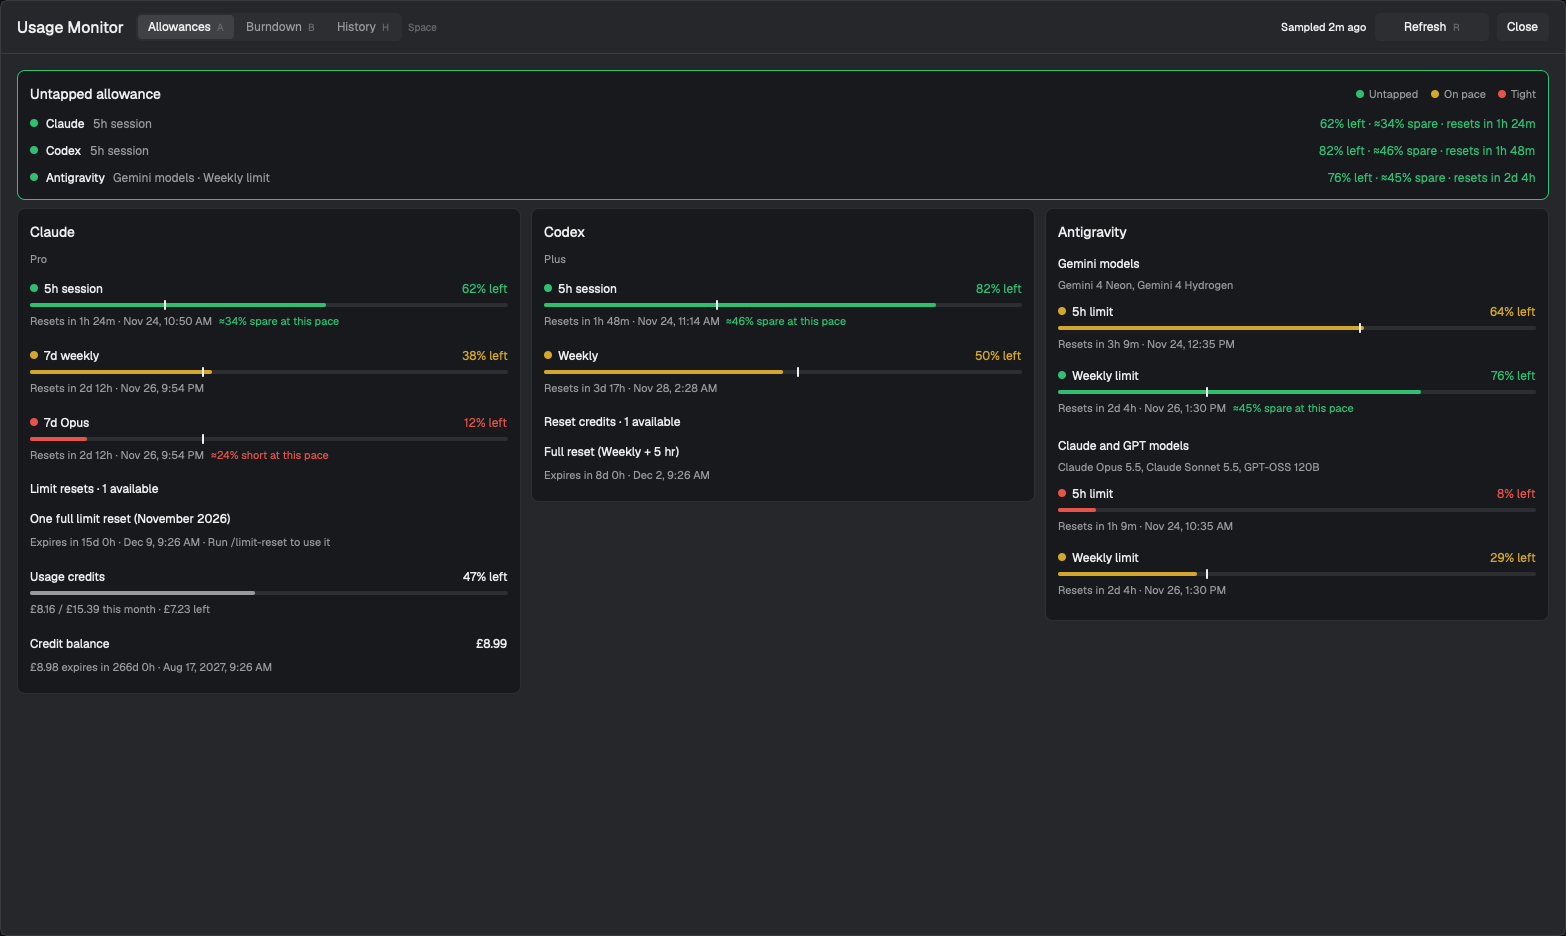 Usage Monitor Allowances A Burndown B History H Space Sampled 2m ago Refresh R Close
Untapped allowance Untapped On pace Tight
Claude 5h session 62% left · ≈34% spare · resets in 1h 24m
Codex 5h session 82% left · ≈46% spare · resets in 1h 48m
Antigravity Gemini models · Weekly limit 76% left · ≈45% spare · resets in 2d 4h
Claude
Pro
5h session 62% left
Resets in 1h 24m · Nov 24, 10:50 AM ≈34% spare at this pace
7d weekly 38% left
Resets in 2d 12h · Nov 26, 9:54 PM
7d Opus 12% left
Resets in 2d 12h · Nov 26, 9:54 PM ≈24% short at this pace
Limit resets · 1 available
One full limit reset (November 2026)
Expires in 15d 0h · Dec 9, 9:26 AM · Run /limit-reset to use it
Usage credits 47% left
£8.16 / £15.39 this month · £7.23 left
Credit balance £8.99
£8.98 expires in 266d 0h · Aug 17, 2027, 9:26 AM
Codex
Plus
5h session 82% left
Resets in 1h 48m · Nov 24, 11:14 AM ≈46% spare at this pace
Weekly 50% left
Resets in 3d 17h · Nov 28, 2:28 AM
Reset credits · 1 available
Full reset (Weekly + 5 hr)
Expires in 8d 0h · Dec 2, 9:26 AM
Antigravity
Gemini models
Gemini 4 Neon, Gemini 4 Hydrogen
5h limit 64% left
Resets in 3h 9m · Nov 24, 12:35 PM
Weekly limit 76% left
Resets in 2d 4h · Nov 26, 1:30 PM ≈45% spare at this pace
Claude and GPT models
Claude Opus 5.5, Claude Sonnet 5.5, GPT-OSS 120B
5h limit 8% left
Resets in 1h 9m · Nov 24, 10:35 AM
Weekly limit 29% left
Resets in 2d 4h · Nov 26, 1:30 PM